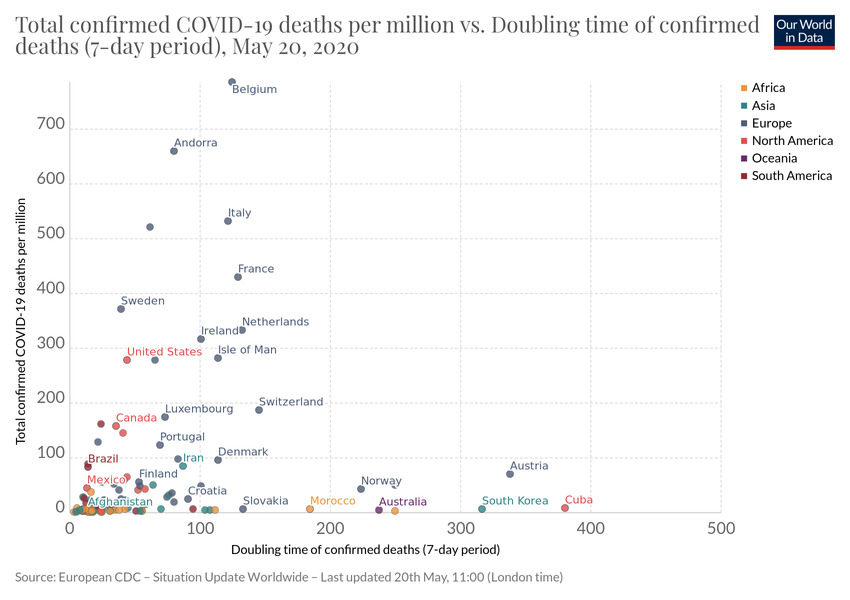 Total confirmed COVID-19 deaths per million vs. Doubling time of confirmed
deaths (7-day period), May 20, 2020
Our World
in Data
Africa
Asia
Europe
North America
Oceania
South America
Total confirmed COVID-19 deaths per million
700
600
500
400
300
200
100
0
Belgium
Andorra
Italy
France
Sweden
Netherlands
Ireland
United States
Isle of Man
Switzerland
Luxembourg
Canada
Portugal
Denmark
Brazil
Iran
Austria
Mexico
Finland
Norway
Croatia
Afghanistan
Slovakia
Morocco
Australia
South Korea
Cuba
0
100
200
300
400
500
Doubling time of confirmed deaths (7-day period)
Source: European CDC – Situation Update Worldwide – Last updated 20th May, 11:00 (London time)